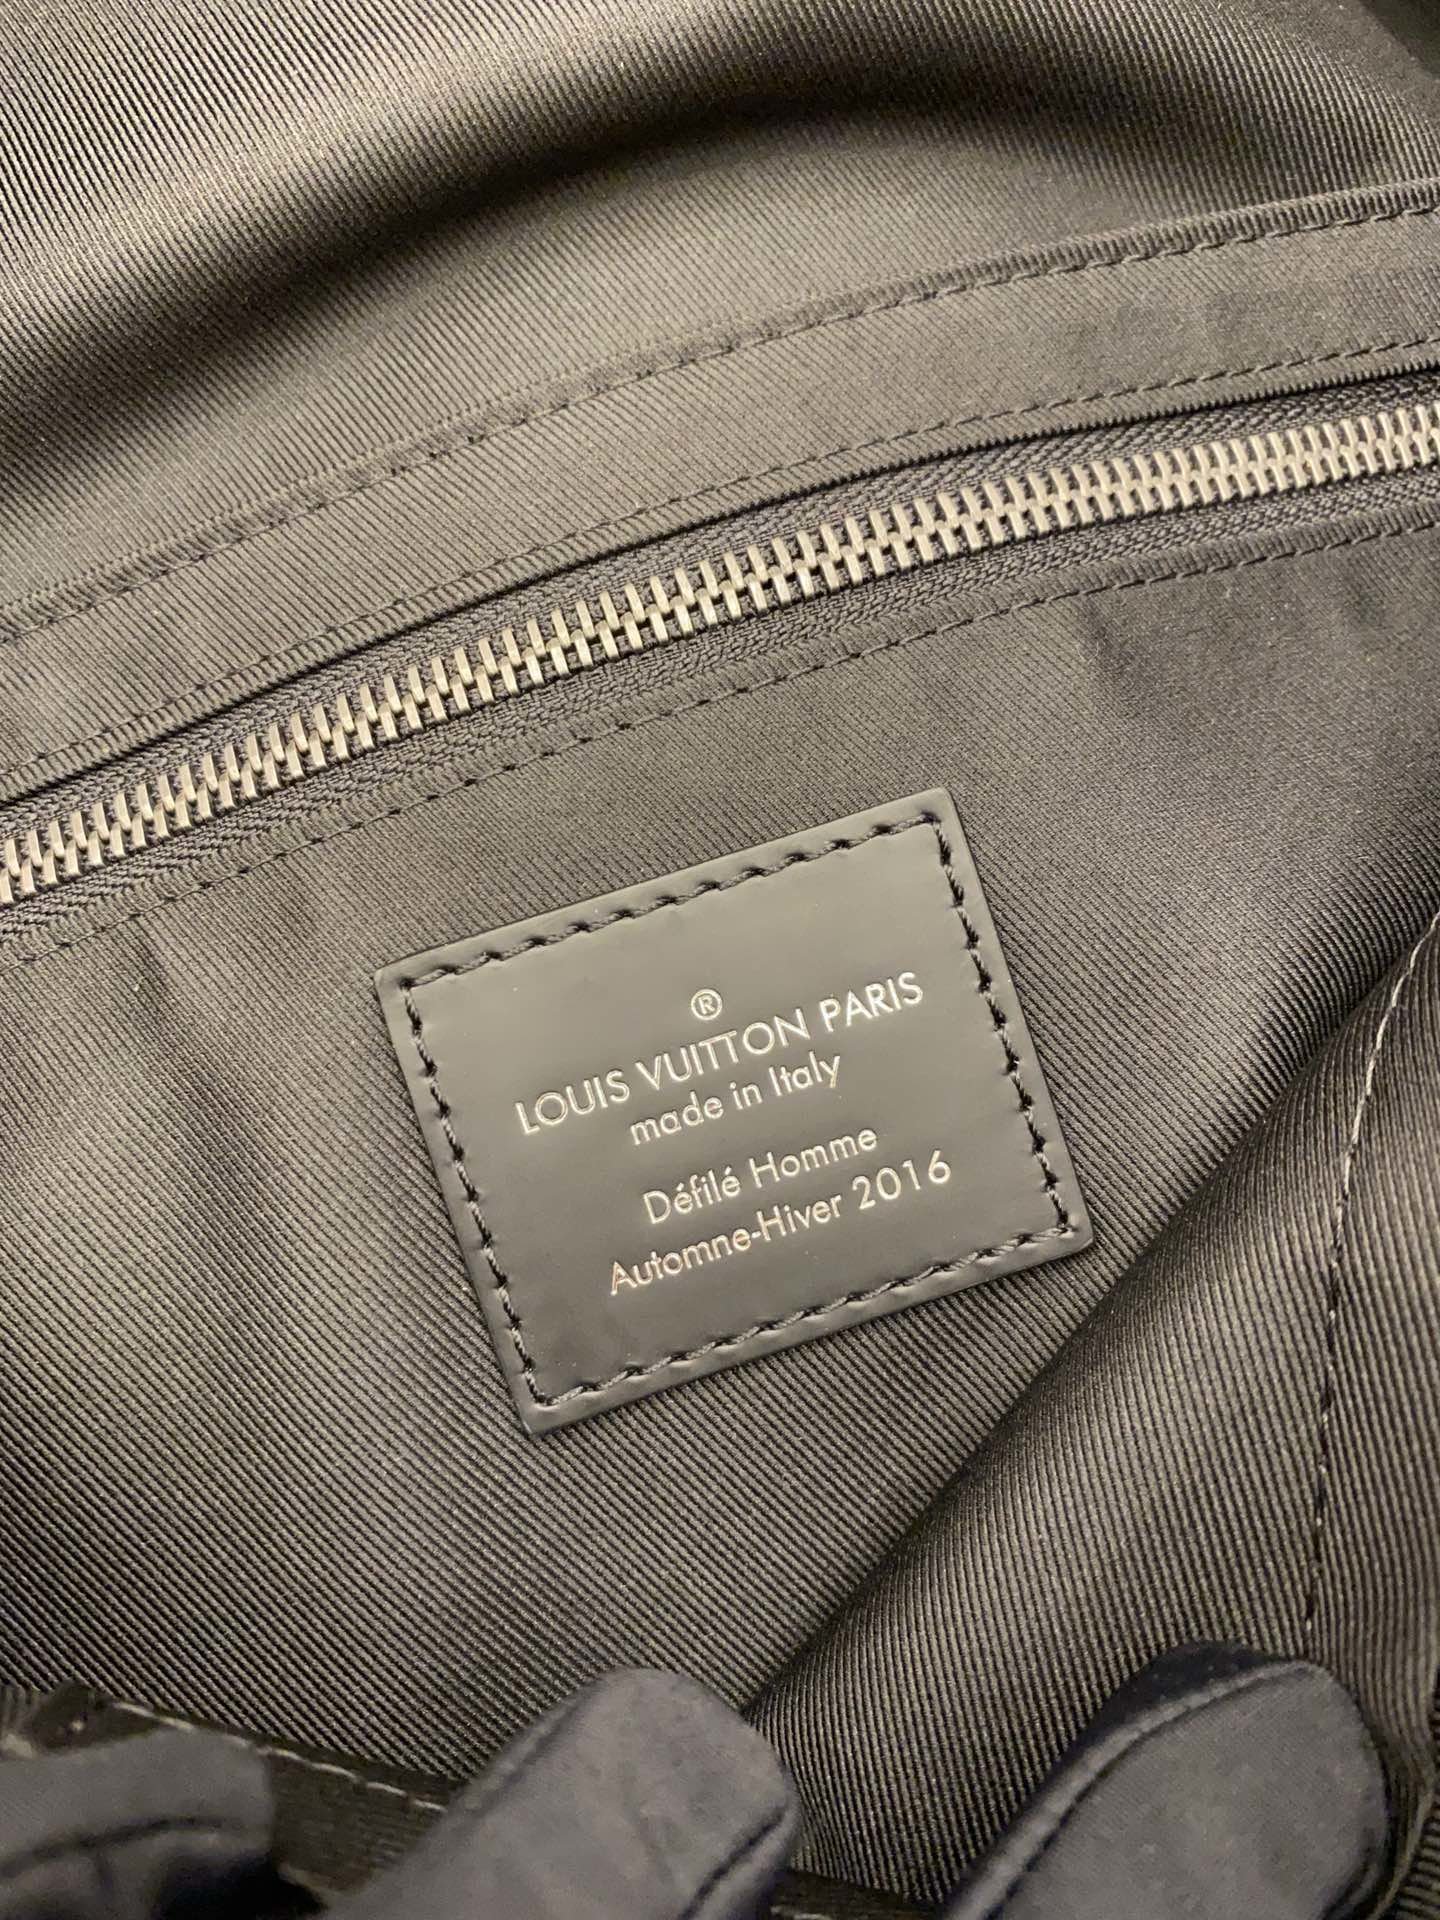 ®
LOUIS VUITTON PARIS
made in Italy
Défilé Homme
Automne-Hiver 2016